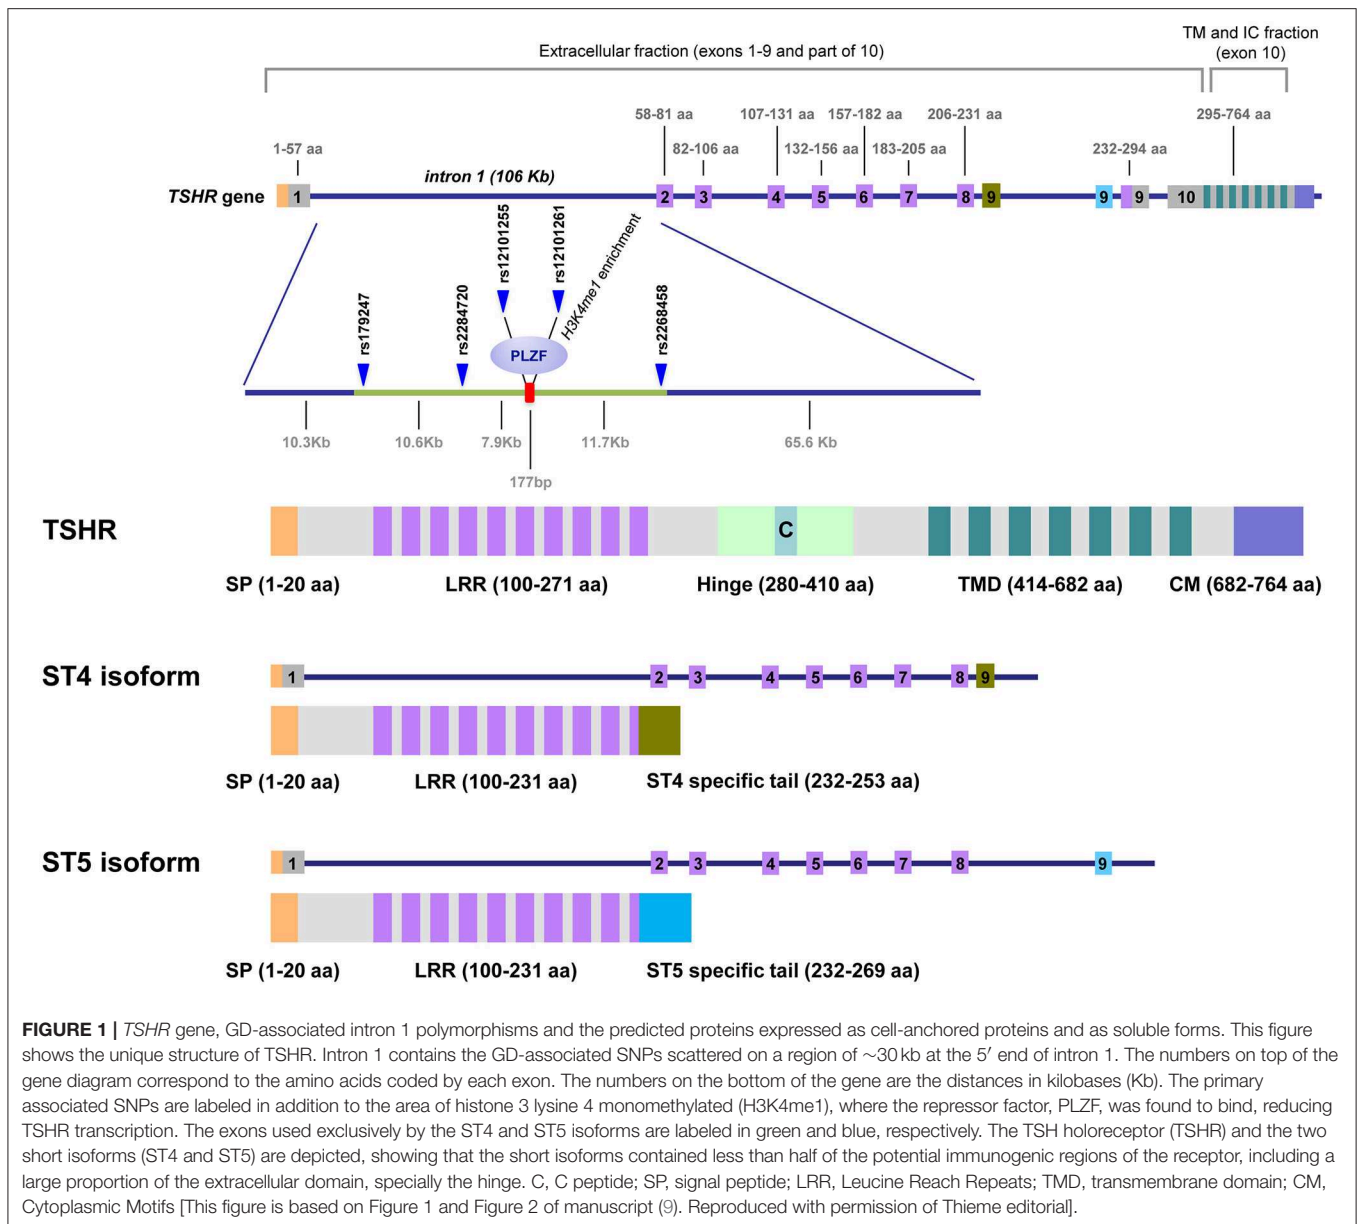 TM and IC fraction
(exon 10)
Extracellular fraction (exons 1-9 and part of 10)
58-81 aa
107-131 aa
157-182 aa
206-231 aa
295-764 aa
1-57 aa
82-106 aa
132-156 aa
183-205 aa
232-294 aa
intron 1 (106 Kb)
TSHR gene
1
2
3
4
5
6
7
8
9
9
9
10
rs179247
rs2284720
rs12101255
rs12101261
H3K4me1 enrichment
rs2268458
PLZF
10.3Kb
10.6Kb
7.9Kb
11.7Kb
65.6 Kb
177bp
TSHR
C
SP (1-20 aa)
LRR (100-271 aa)
Hinge (280-410 aa)
TMD (414-682 aa)
CM (682-764 aa)
ST4 isoform
1
2
3
4
5
6
7
8
9
SP (1-20 aa)
LRR (100-231 aa)
ST4 specific tail (232-253 aa)
ST5 isoform
1
2
3
4
5
6
7
8
9
SP (1-20 aa)
LRR (100-231 aa)
ST5 specific tail (232-269 aa)
FIGURE 1 | TSHR gene, GD-associated intron 1 polymorphisms and the predicted proteins expressed as cell-anchored proteins and as soluble forms. This figure
shows the unique structure of TSHR. Intron 1 contains the GD-associated SNPs scattered on a region of ~30 kb at the 5′ end of intron 1. The numbers on top of the
gene diagram correspond to the amino acids coded by each exon. The numbers on the bottom of the gene are the distances in kilobases (Kb). The primary
associated SNPs are labeled in addition to the area of histone 3 lysine 4 monomethylated (H3K4me1), where the repressor factor, PLZF, was found to bind, reducing
TSHR transcription. The exons used exclusively by the ST4 and ST5 isoforms are labeled in green and blue, respectively. The TSH holoreceptor (TSHR) and the two
short isoforms (ST4 and ST5) are depicted, showing that the short isoforms contained less than half of the potential immunogenic regions of the receptor, including a
large proportion of the extracellular domain, specially the hinge. C, C peptide; SP, signal peptide; LRR, Leucine Reach Repeats; TMD, transmembrane domain; CM,
Cytoplasmic Motifs [This figure is based on Figure 1 and Figure 2 of manuscript (9). Reproduced with permission of Thieme editorial].